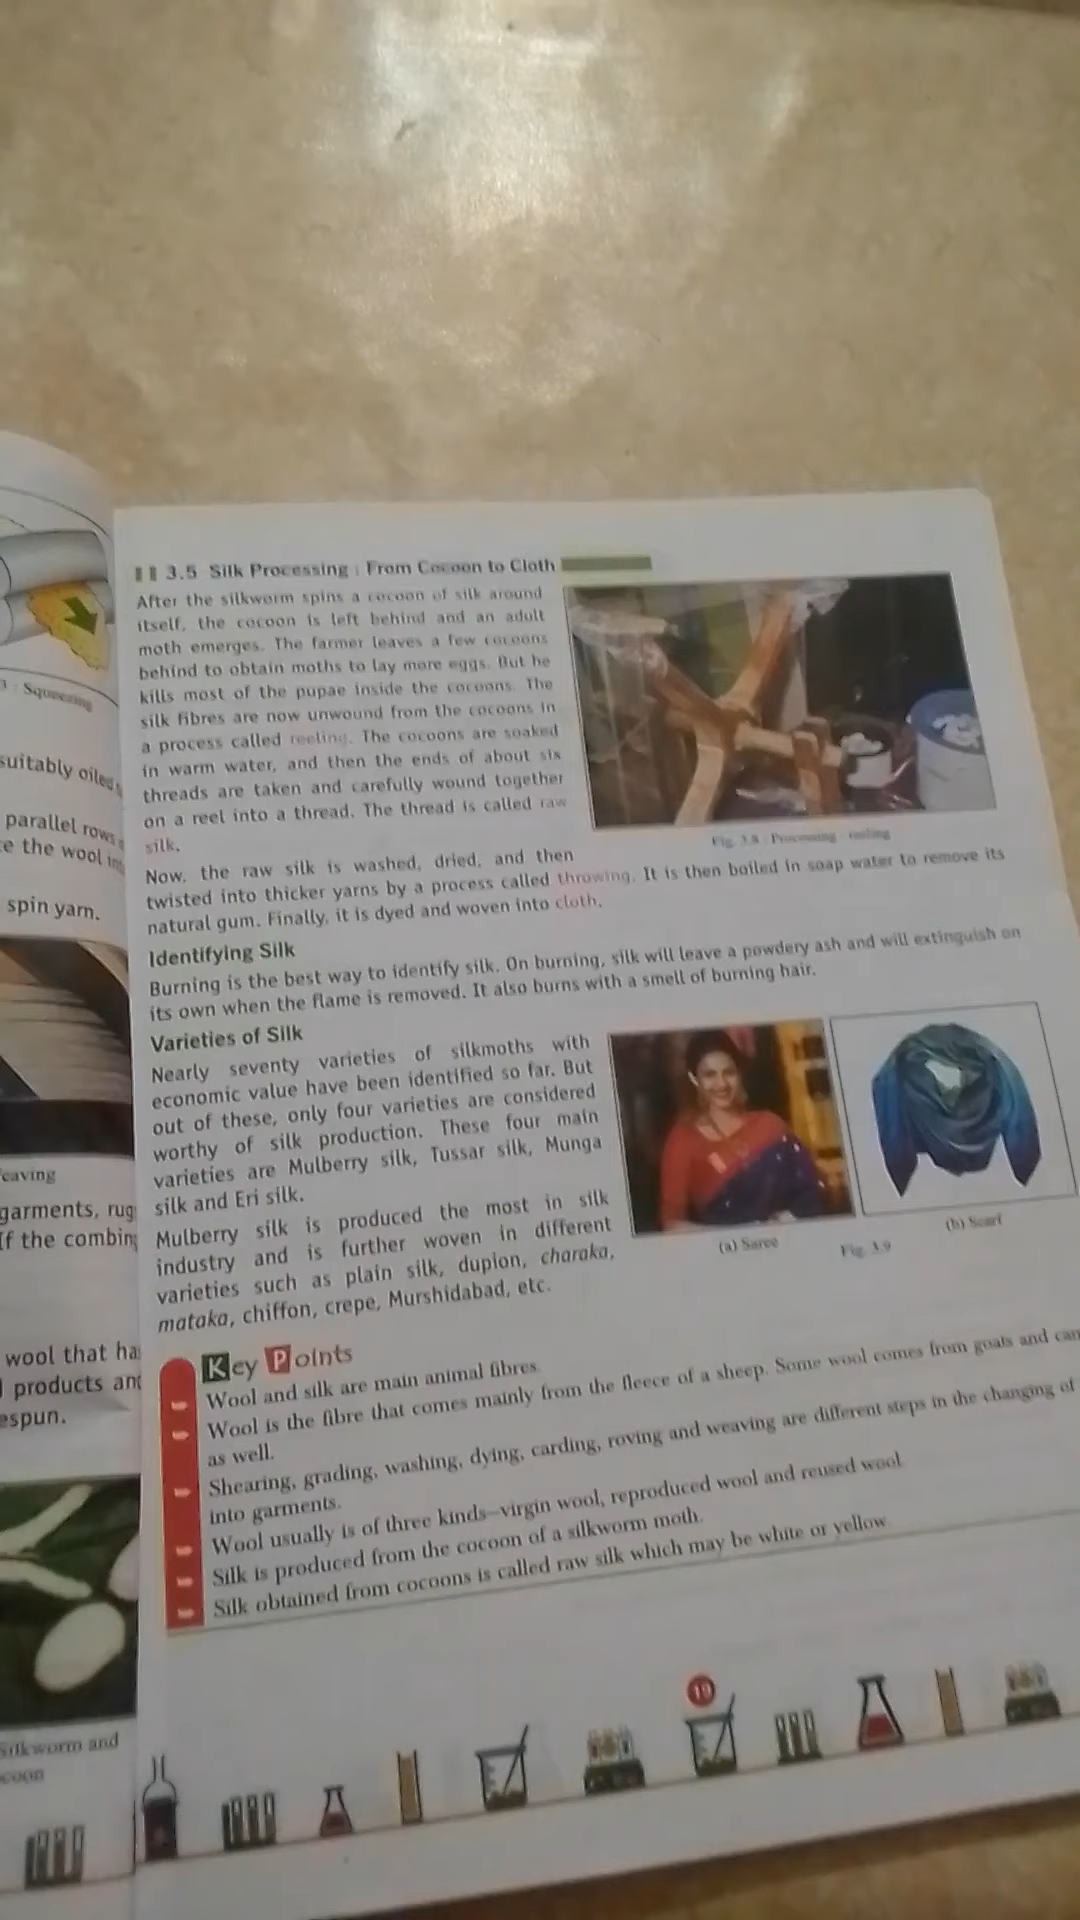 3 : Squeezing
suitably oiled
parallel rows
e the wool
spin yarn.
eaving
garments, rug
If the combin
wool that ha
products and
espun.
Silkworm and
coon
3.5 Silk Processing : From Cocoon to Cloth
After the silkworm spins a cocoon of silk around
itself, the cocoon is left behind and an adult
moth emerges. The farmer leaves a few cocoons
behind to obtain moths to lay more eggs. But he
kills most of the pupae inside the cocoons. The
silk fibres are now unwound from the cocoons in
a process called reeling. The cocoons are soaked
in warm water, and then the ends of about six
threads are taken and carefully wound together
on a reel into a thread. The thread is called raw
silk.
Fig. 3.8 : Processing - reeling
Now, the raw silk is washed, dried, and then
twisted into thicker yarns by a process called throwing. It is then boiled in soap water to remove its
natural gum. Finally, it is dyed and woven into cloth.
Identifying Silk
Burning is the best way to identify silk. On burning, silk will leave a powdery ash and will extinguish on
its own when the flame is removed. It also burns with a smell of burning hair.
Varieties of Silk
Nearly seventy varieties of silkmoths with
economic value have been identified so far. But
out of these, only four varieties are considered
worthy of silk production. These four main
varieties are Mulberry silk, Tussar silk, Munga
silk and Eri silk.
Mulberry silk is produced the most in silk
industry and is further woven in different
varieties such as plain silk, dupion, charaka,
mataka, chiffon, crepe, Murshidabad, etc.
(a) Saree
(b) Scarf
Fig. 3.9
Key Points
Wool and silk are main animal fibres.
Wool is the fibre that comes mainly from the fleece of a sheep. Some wool comes from goats and can
as well.
Shearing, grading, washing, dying, carding, roving and weaving are different steps in the changing of
into garments.
Wool usually is of three kinds—virgin wool, reproduced wool and reused wool.
Silk is produced from the cocoon of a silkworm moth.
Silk obtained from cocoons is called raw silk which may be white or yellow.
19